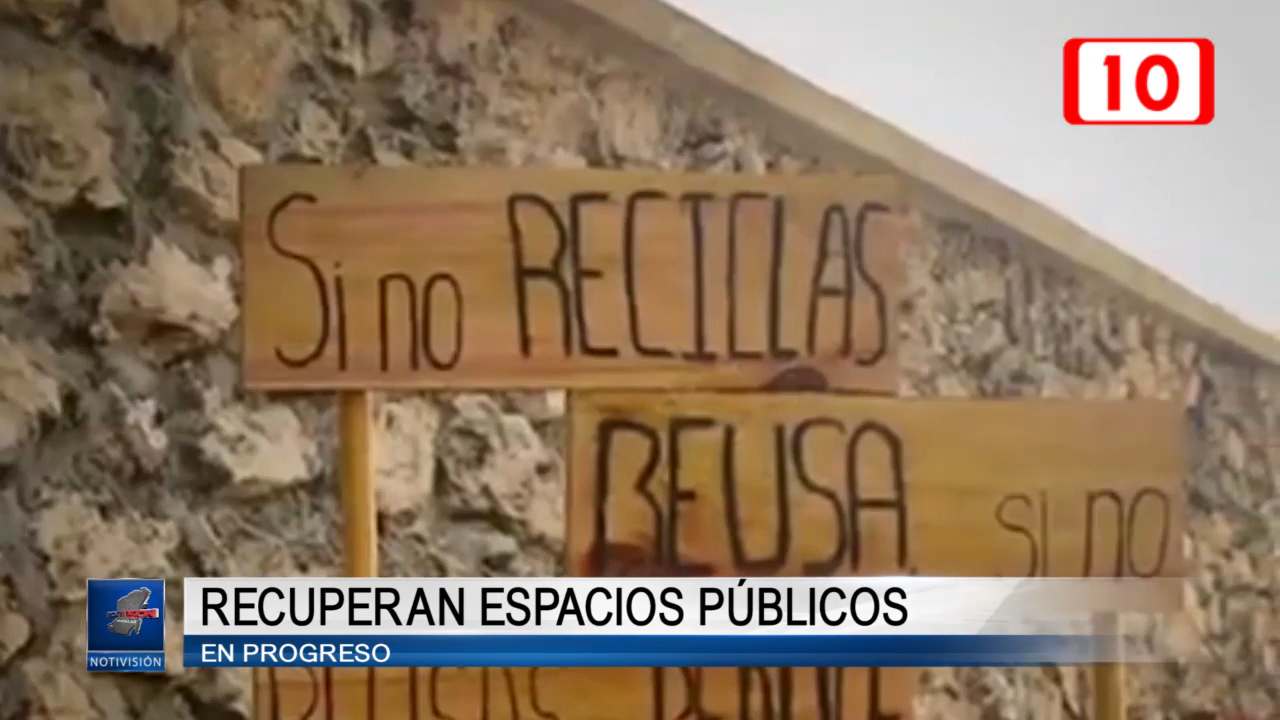 10
Si no RECICLAS
REUSA, SI NO
RECUPERAN ESPACIOS PÚBLICOS
EN PROGRESO
NOTIVISIÓN